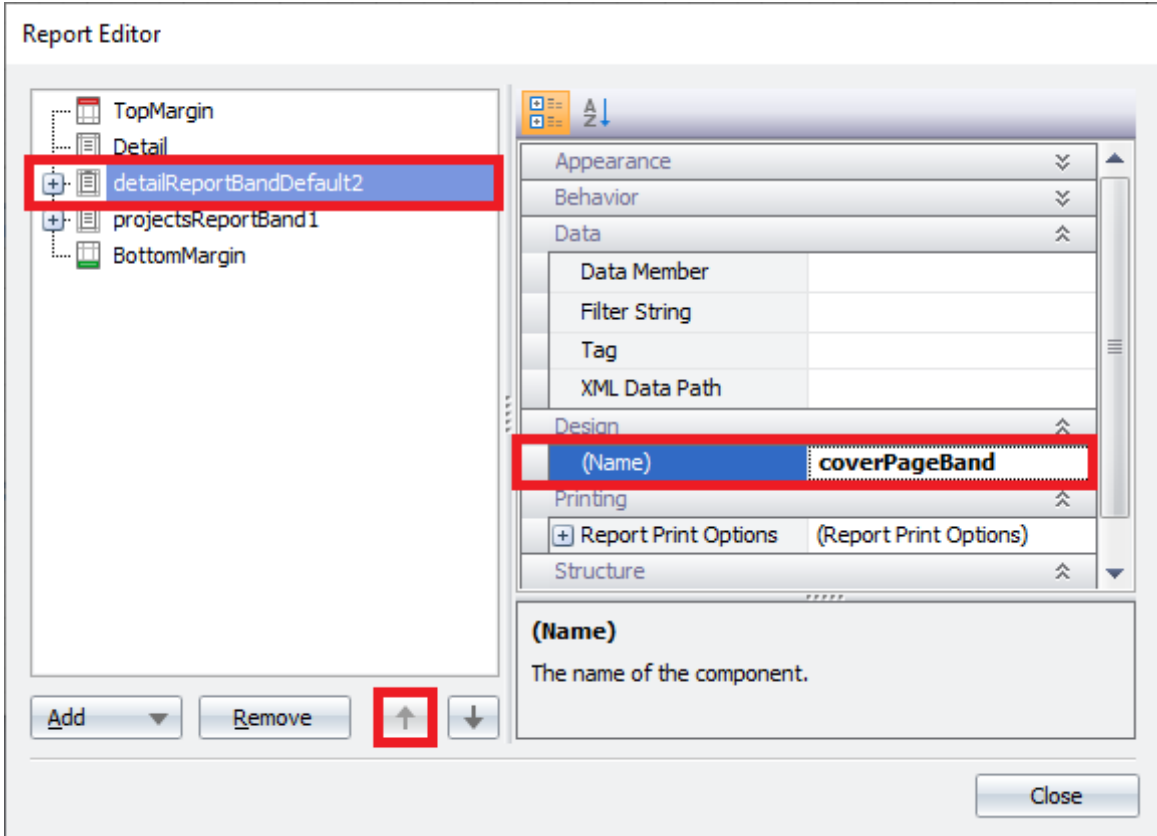 Report Editor
TopMargin
Detail
detailReportBandDefault2
projectsReportBand1
BottomMargin
Add
Remove
A
Z
Appearance
Behavior
Data
Data Member
Filter String
Tag
XML Data Path
Design
(Name) coverPageBand
Printing
Report Print Options (Report Print Options)
Structure
(Name)
The name of the component.
Close